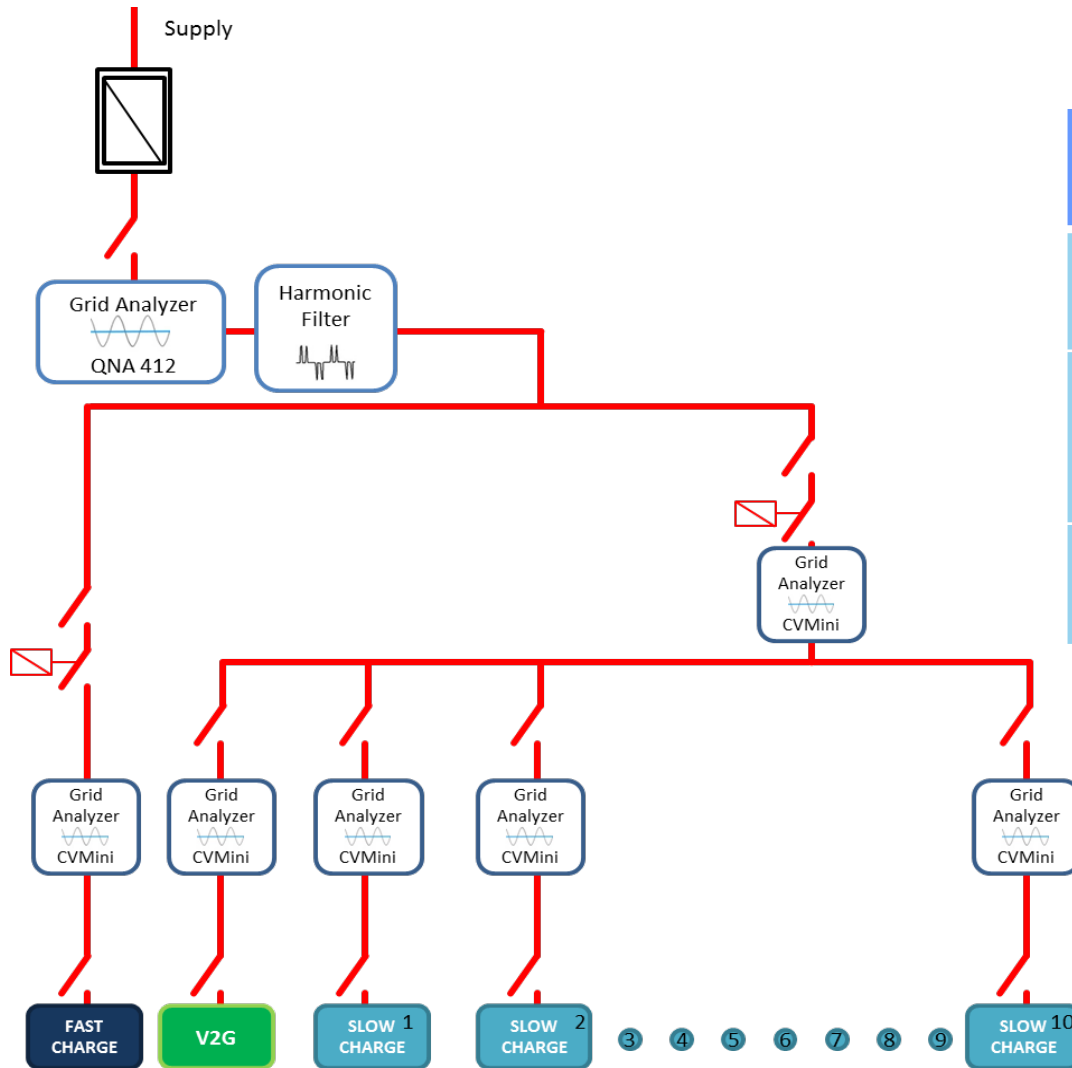 Supply
Grid Analyzer
QNA 412
Harmonic
Filter
Grid
Analyzer
CVMini
Grid
Analyzer
CVMini
Grid
Analyzer
CVMini
Grid
Analyzer
CVMini
Grid
Analyzer
CVMini
Grid
Analyzer
CVMini
FAST
CHARGE
V2G
SLOW 1
CHARGE
SLOW 2
CHARGE
3 4 5 6 7 8 9
SLOW 10
CHARGE